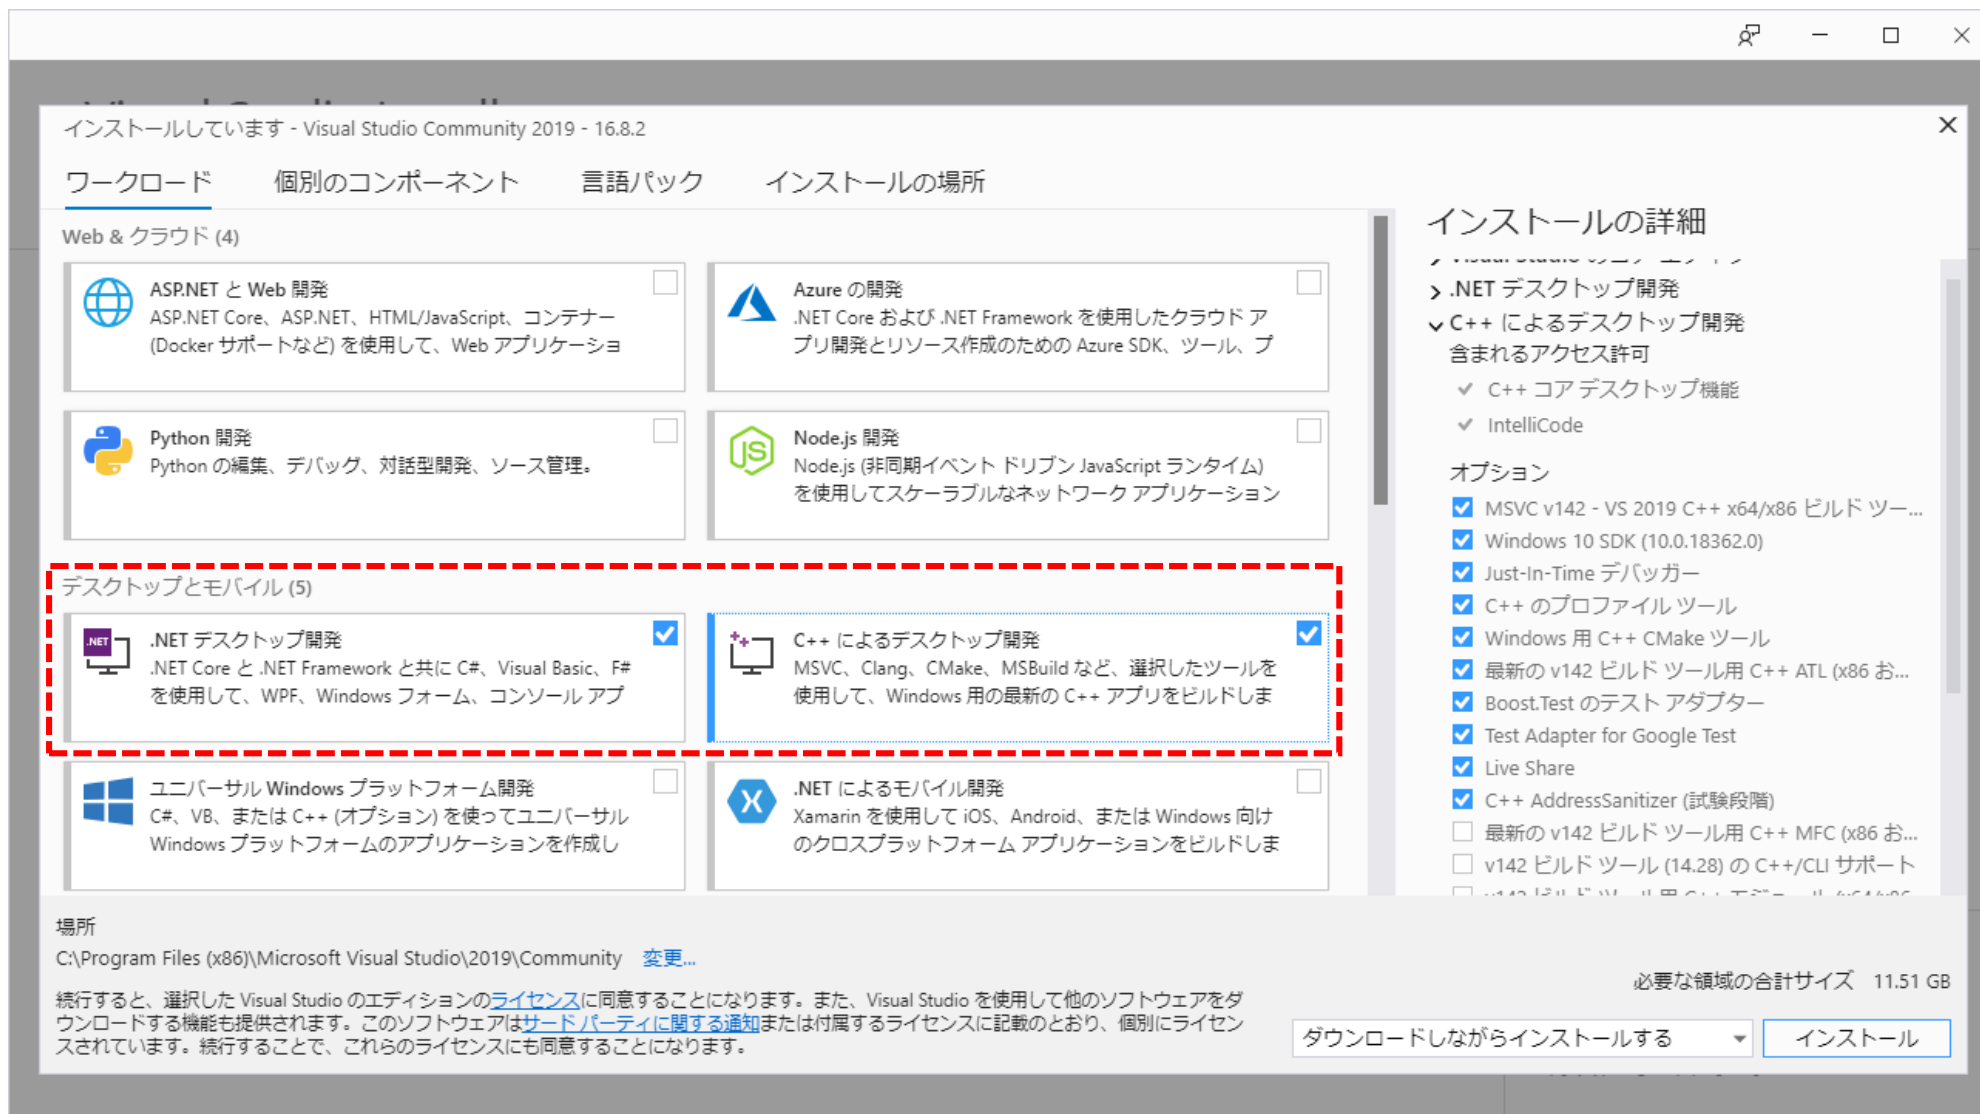 インストールしています - Visual Studio Community 2019 - 16.8.2
ワークロード
個別のコンポーネント
言語パック
インストールの場所
Web & クラウド (4)
ASP.NET と Web 開発
ASP.NET Core、ASP.NET、HTML/JavaScript、コンテナー
(Docker サポートなど) を使用して、Web アプリケーショ
Azure の開発
.NET Core および .NET Framework を使用したクラウド ア
プリ開発とリソース作成のための Azure SDK、ツール、プ
Python 開発
Python の編集、デバッグ、対話型開発、ソース管理。
JS
Node.js 開発
Node.js (非同期イベント ドリブン JavaScript ランタイム)
を使用してスケーラブルなネットワーク アプリケーション
デスクトップとモバイル (5)
.NET
.NET デスクトップ開発
.NET Core と .NET Framework と共に C#、Visual Basic、F#
を使用して、WPF、Windows フォーム、コンソール アプ
C++ によるデスクトップ開発
MSVC、Clang、CMake、MSBuild など、選択したツールを
使用して、Windows 用の最新の C++ アプリをビルドしま
ユニバーサル Windows プラットフォーム開発
C#、VB、または C++ (オプション) を使ってユニバーサル
Windows プラットフォームのアプリケーションを作成し
.NET によるモバイル開発
Xamarin を使用して iOS、Android、または Windows 向け
のクロスプラットフォーム アプリケーションをビルドしま
インストールの詳細
.NET デスクトップ開発
C++ によるデスクトップ開発
含まれるアクセス許可
C++ コア デスクトップ機能
IntelliCode
オプション
MSVC v142 - VS 2019 C++ x64/x86 ビルド ツー...
Windows 10 SDK (10.0.18362.0)
Just-In-Time デバッガー
C++ のプロファイル ツール
Windows 用 C++ CMake ツール
最新の v142 ビルド ツール用 C++ ATL (x86 お...
Boost.Test のテスト アダプター
Test Adapter for Google Test
Live Share
C++ AddressSanitizer (試験段階)
最新の v142 ビルド ツール用 C++ MFC (x86 お...
v142 ビルド ツール (14.28) の C++/CLI サポート
場所
C:\Program Files (x86)\Microsoft Visual Studio\2019\Community 変更...
続行すると、選択した Visual Studio のエディションのライセンスに同意することになります。また、Visual Studio を使用して他のソフトウェアをダ
ウンロードする機能も提供されます。このソフトウェアはサード パーティに関する通知または付属するライセンスに記載のとおり、個別にライセン
スされています。続行することで、これらのライセンスにも同意することになります。
必要な領域の合計サイズ 11.51 GB
ダウンロードしながらインストールする
インストール